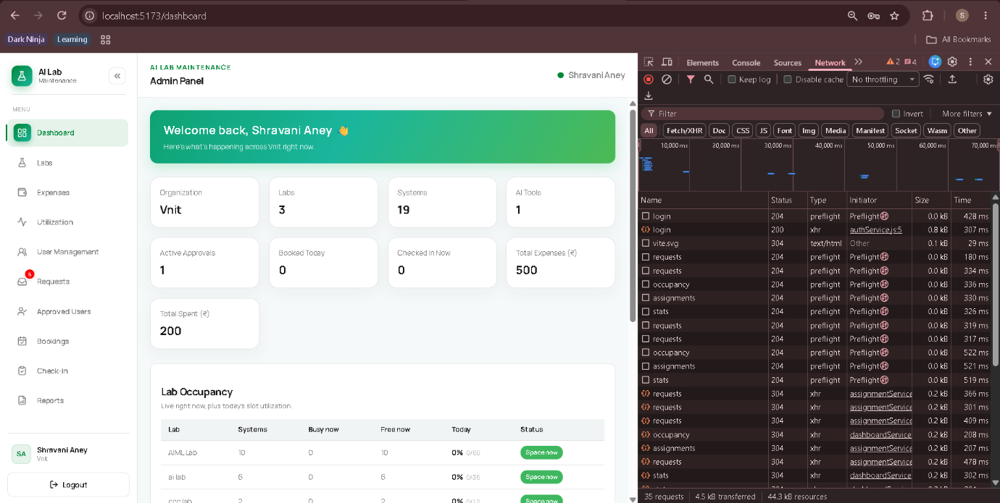 localhost:5173/dashboard
S
Dark Ninja
Learning
All Bookmarks
AI Lab
Maintenance
MENU
Dashboard
Labs
Expenses
Utilization
User Management
Requests
Approved Users
Bookings
Check-in
Reports
SA
Shravani Aney
Vnit
Logout
AI LAB MAINTENANCE
Admin Panel
Shravani Aney
Welcome back, Shravani Aney 👋
Here's what's happening across Vnit right now.
Organization
Vnit
Labs
3
Systems
19
AI Tools
1
Active Approvals
1
Booked Today
0
Checked In Now
0
Total Expenses (₹)
500
Total Spent (₹)
200
Lab Occupancy
Live right now, plus today's slot utilization.
Lab Systems Busy now Free now Today Status
AIML Lab 10 0 10 0% 0/60 Space now
ai lab 6 0 6 0% 0/36 Space now
ccc lab 2 0 2 0% 0/12 Space now
Elements Console Sources Network 2 4
Keep log Disable cache No throttling
Filter Invert More filters
All Fetch/XHR Doc CSS JS Font Img Media Manifest Socket Wasm Other
10,000 ms 20,000 ms 30,000 ms 40,000 ms 50,000 ms 60,000 ms 70,000 ms
Name Status Type Initiator Size Time
login 204 preflight Preflight 0.0 kB 428 ms
login 200 xhr authService.js:5 0.8 kB 307 ms
vite.svg 304 text/html Other 0.1 kB 29 ms
requests 204 preflight Preflight 0.0 kB 180 ms
requests 204 preflight Preflight 0.0 kB 334 ms
occupancy 204 preflight Preflight 0.0 kB 336 ms
assignments 204 preflight Preflight 0.0 kB 330 ms
stats 204 preflight Preflight 0.0 kB 326 ms
requests 204 preflight Preflight 0.0 kB 319 ms
requests 204 preflight Preflight 0.0 kB 317 ms
occupancy 204 preflight Preflight 0.0 kB 522 ms
assignments 204 preflight Preflight 0.0 kB 521 ms
stats 204 preflight Preflight 0.0 kB 519 ms
requests 304 xhr assignmentService 0.2 kB 366 ms
requests 304 xhr assignmentService 0.2 kB 301 ms
requests 304 xhr assignmentService 0.2 kB 409 ms
occupancy 304 xhr dashboardService 0.2 kB 208 ms
assignments 304 xhr assignmentService 0.2 kB 207 ms
requests 304 xhr assignmentService 0.2 kB 478 ms
stats 304 xhr dashboardService 0.2 kB 302 ms
35 requests 4.5 kB transferred 44.3 kB resources